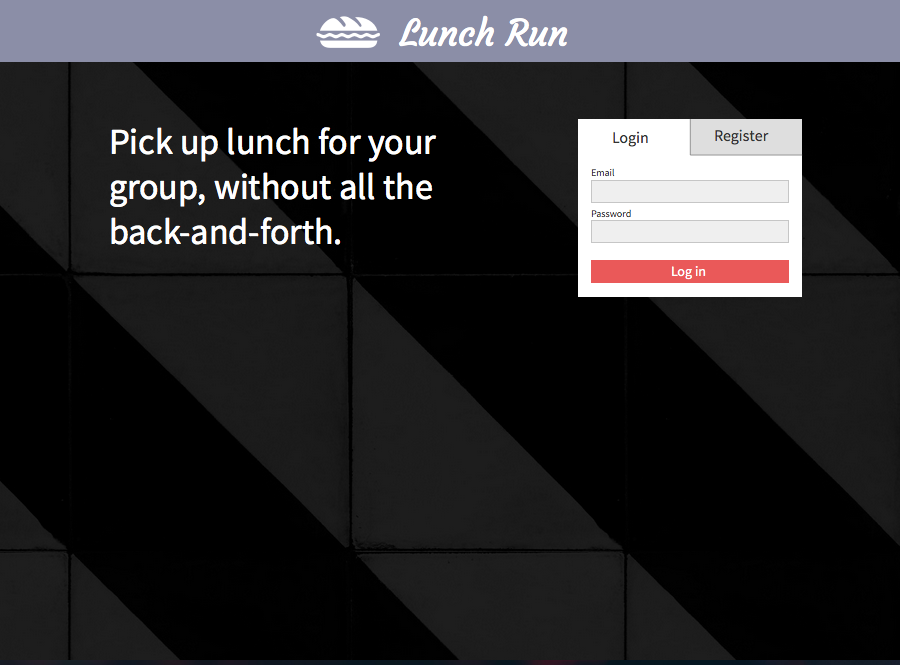 Lunch Run
Pick up lunch for your
group, without all the
back-and-forth.
Login
Register
Email
Password
Log in